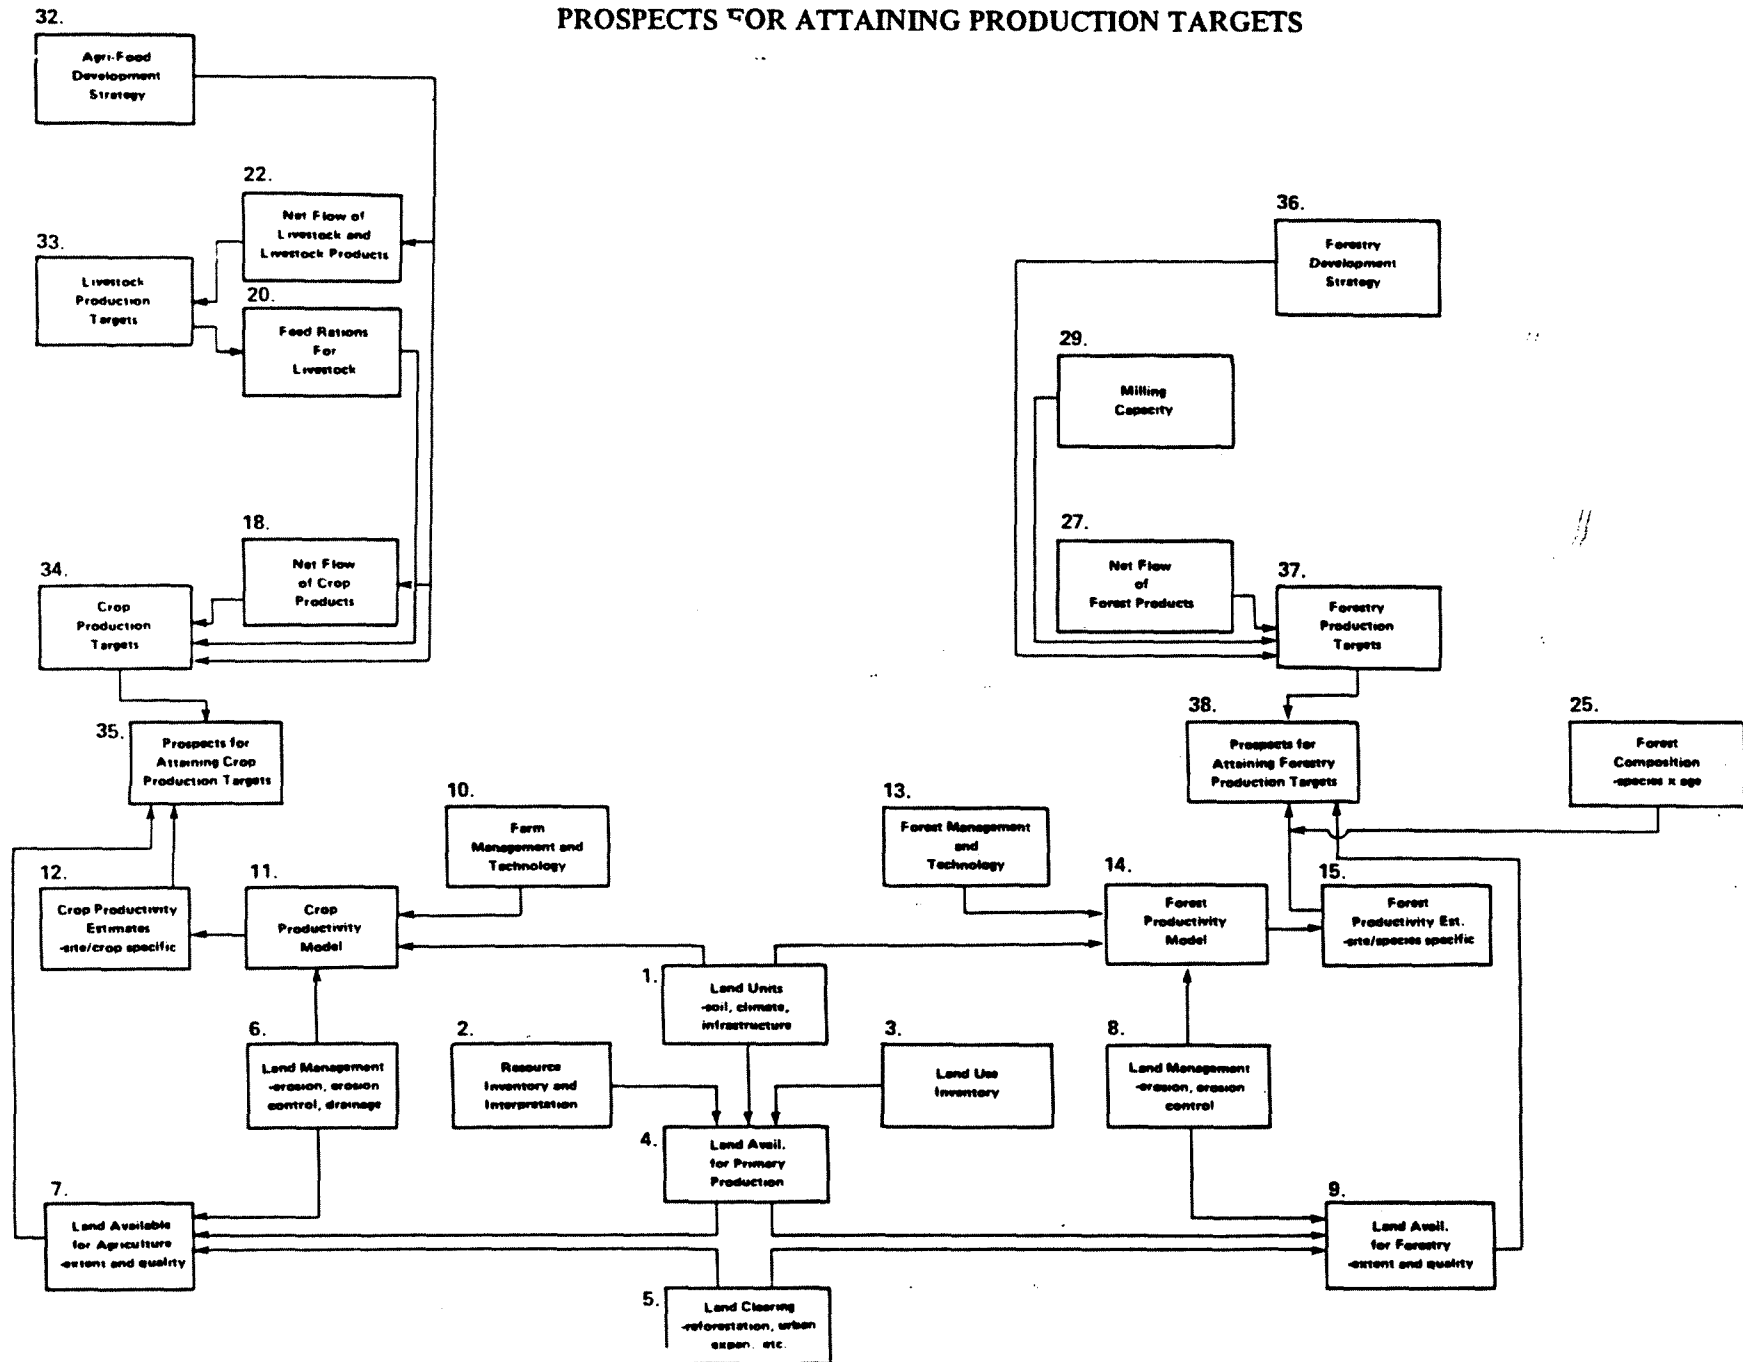 PROSPECTS FOR ATTAINING PRODUCTION TARGETS
32.
Agri-Food
Development
Strategy
22.
Net Flow of
Livestock and
Livestock Products
33.
Livestock
Production
Targets
20.
Feed Rations
For
Livestock
36.
Forestry
Development
Strategy
29.
Milling
Capacity
18.
Net Flow
of Crop
Products
34.
Crop
Production
Targets
27.
Net Flow
of
Forest Products
37.
Forestry
Production
Targets
35.
Prospects for
Attaining Crop
Production Targets
38.
Prospects for
Attaining Forestry
Production Targets
25.
Forest
Composition
-species x age
10.
Farm
Management and
Technology
13.
Forest Management
and
Technology
12.
Crop Productivity
Estimates
-site/crop specific
11.
Crop
Productivity
Model
14.
Forest
Productivity
Model
15.
Forest
Productivity Est.
-site/species specific
1.
Land Units
-soil, climate,
infrastructure
6.
Land Management
-erosion, erosion
control, drainage
2.
Resource
Inventory and
Interpretation
3.
Land Use
Inventory
8.
Land Management
-erosion, erosion
control
4.
Land Avail.
for Primary
Production
7.
Land Available
for Agriculture
-extent and quality
9.
Land Avail.
for Forestry
-extent and quality
5.
Land Clearing
-reforestation, urban
expan. etc.